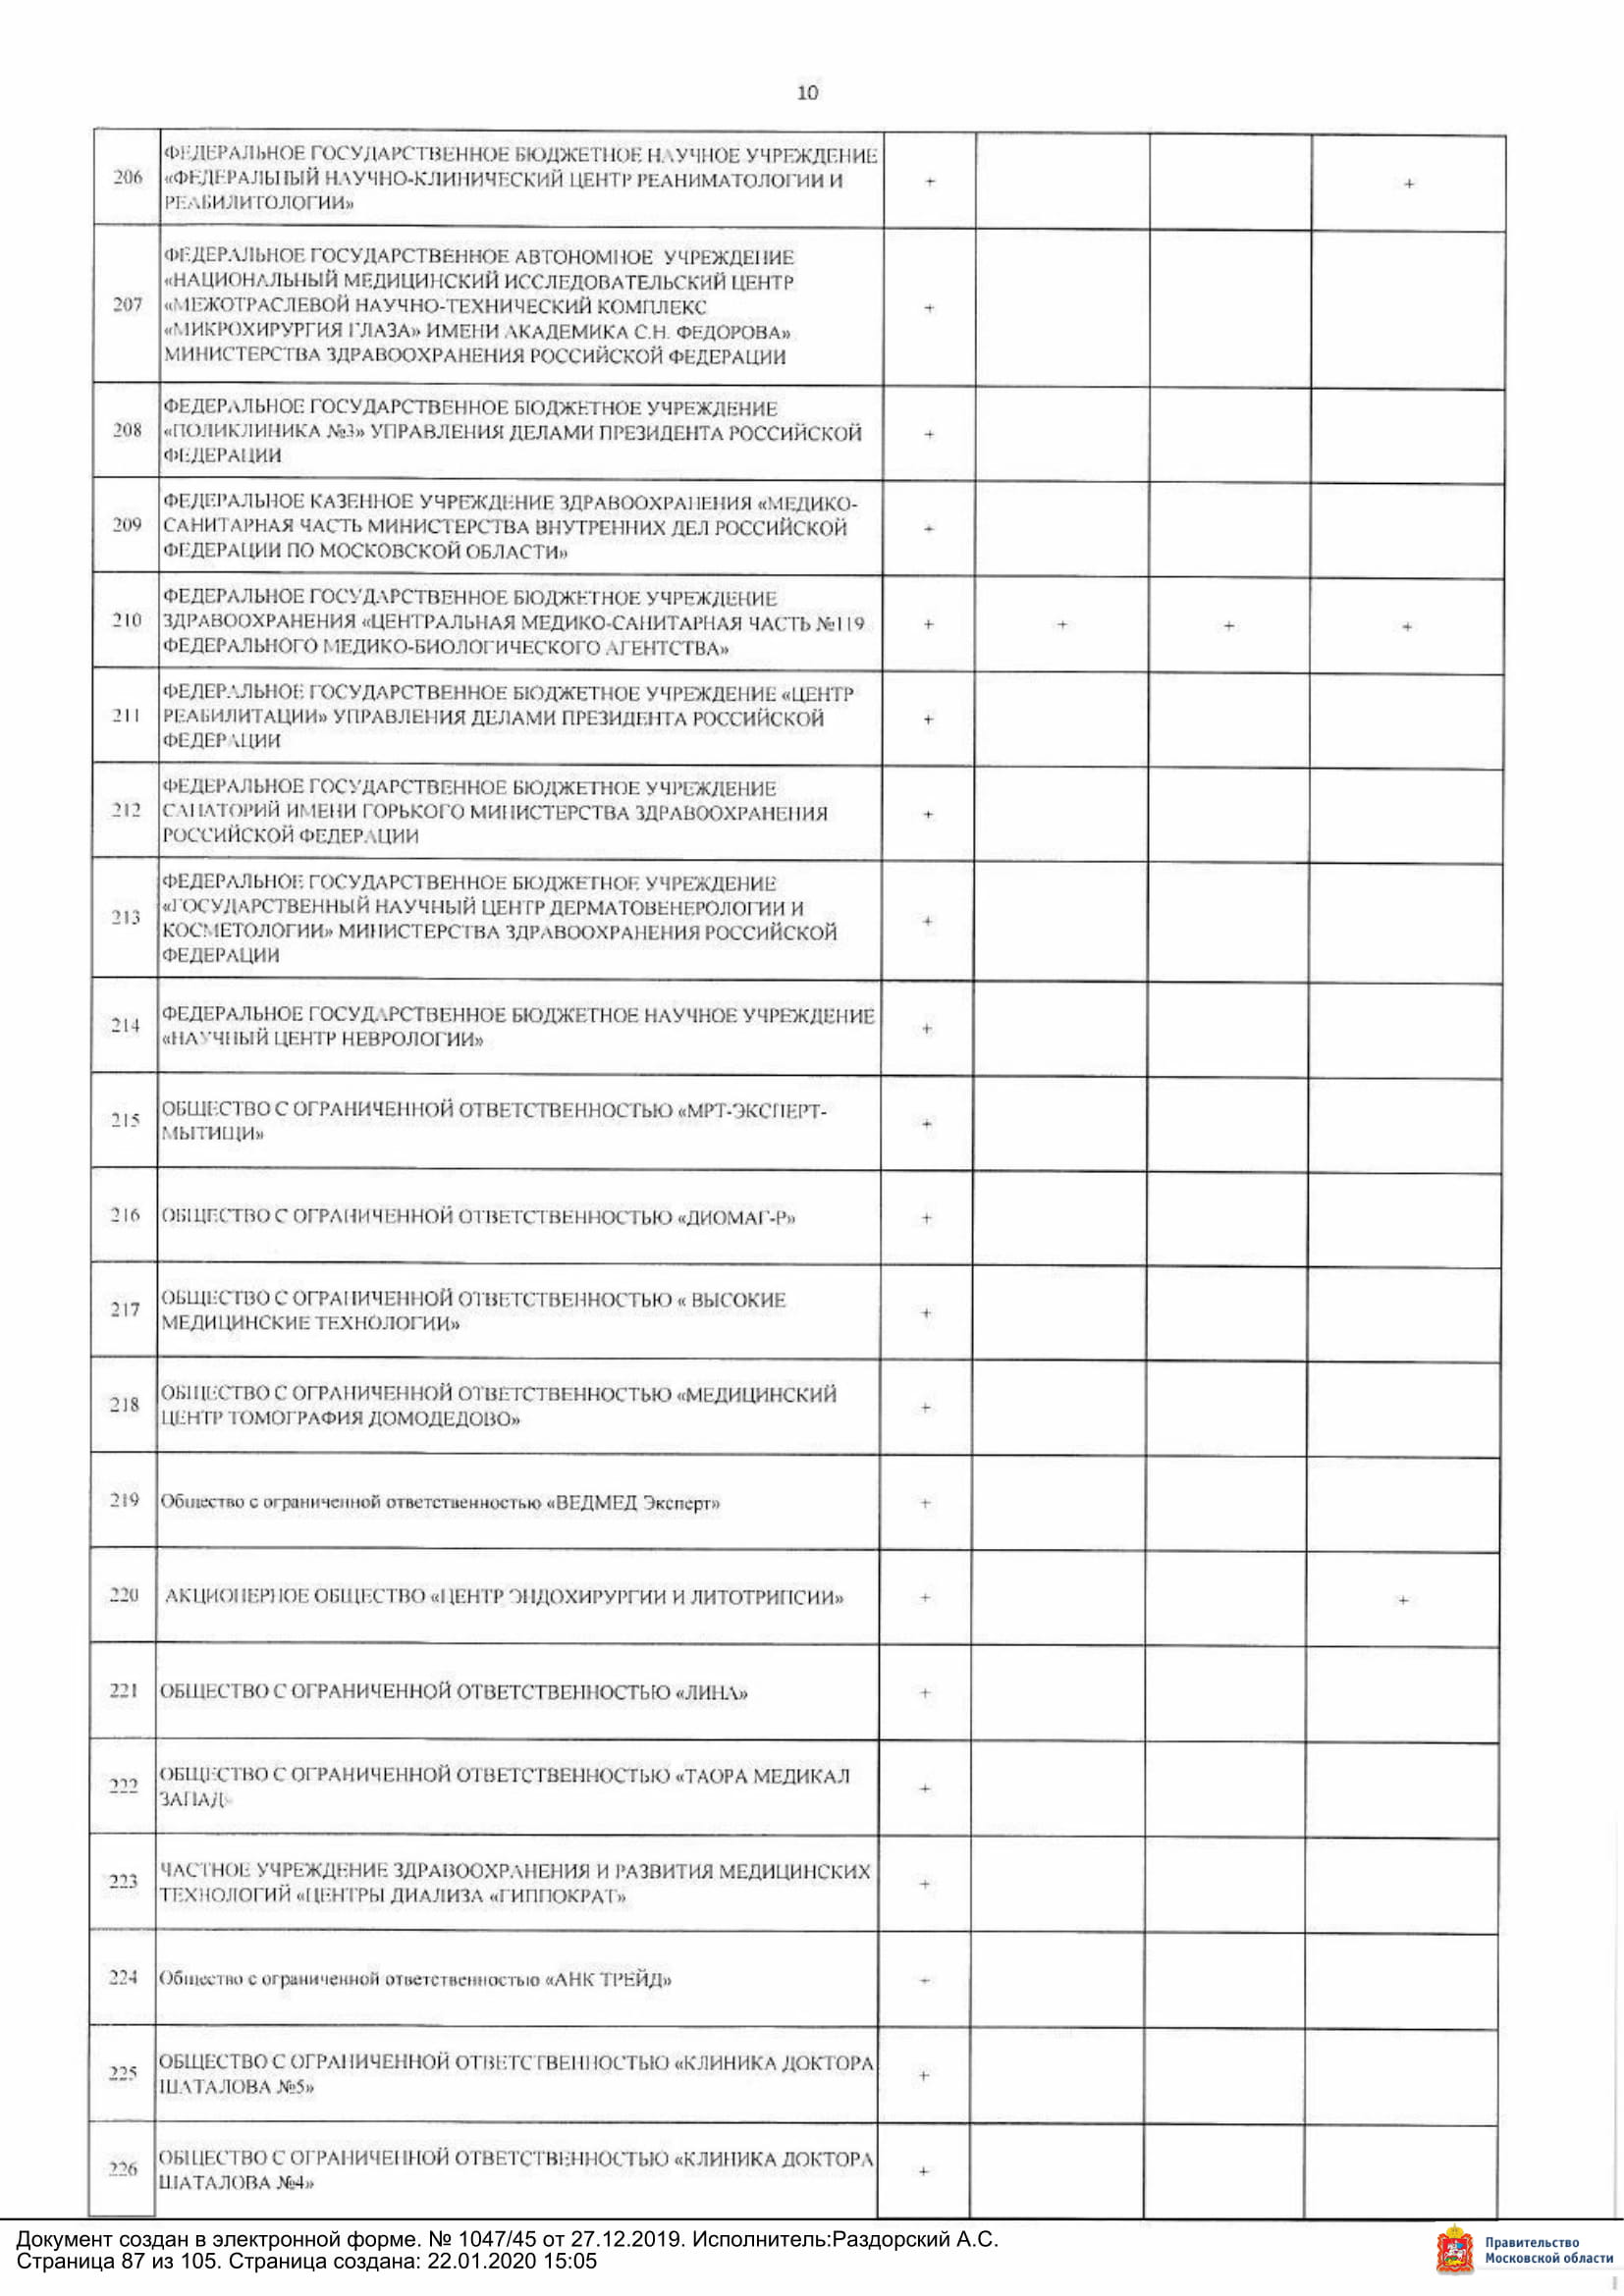 10
206
ФЕДЕРАЛЬНОЕ ГОСУДАРСТВЕННОЕ БЮДЖЕТНОЕ НАУЧНОЕ УЧРЕЖДЕНИЕ
«ФЕДЕРАЛЬНЫЙ НАУЧНО-КЛИНИЧЕСКИЙ ЦЕНТР РЕАНИМАТОЛОГИИ И
РЕАБИЛИТОЛОГИИ»
+ +
207
ФЕДЕРАЛЬНОЕ ГОСУДАРСТВЕННОЕ АВТОНОМНОЕ УЧРЕЖДЕНИЕ
«НАЦИОНАЛЬНЫЙ МЕДИЦИНСКИЙ ИССЛЕДОВАТЕЛЬСКИЙ ЦЕНТР
«МЕЖОТРАСЛЕВОЙ НАУЧНО-ТЕХНИЧЕСКИЙ КОМПЛЕКС
«МИКРОХИРУРГИЯ ГЛАЗА» ИМЕНИ АКАДЕМИКА С.Н. ФЕДОРОВА»
МИНИСТЕРСТВА ЗДРАВООХРАНЕНИЯ РОССИЙСКОЙ ФЕДЕРАЦИИ
+
208
ФЕДЕРАЛЬНОЕ ГОСУДАРСТВЕННОЕ БЮДЖЕТНОЕ УЧРЕЖДЕНИЕ
«ПОЛИКЛИНИКА №3» УПРАВЛЕНИЯ ДЕЛАМИ ПРЕЗИДЕНТА РОССИЙСКОЙ
ФЕДЕРАЦИИ
+
209
ФЕДЕРАЛЬНОЕ КАЗЕННОЕ УЧРЕЖДЕНИЕ ЗДРАВООХРАНЕНИЯ «МЕДИКО-
САНИТАРНАЯ ЧАСТЬ МИНИСТЕРСТВА ВНУТРЕННИХ ДЕЛ РОССИЙСКОЙ
ФЕДЕРАЦИИ ПО МОСКОВСКОЙ ОБЛАСТИ»
+
210
ФЕДЕРАЛЬНОЕ ГОСУДАРСТВЕННОЕ БЮДЖЕТНОЕ УЧРЕЖДЕНИЕ
ЗДРАВООХРАНЕНИЯ «ЦЕНТРАЛЬНАЯ МЕДИКО-САНИТАРНАЯ ЧАСТЬ №119
ФЕДЕРАЛЬНОГО МЕДИКО-БИОЛОГИЧЕСКОГО АГЕНТСТВА»
+ + + +
211
ФЕДЕРАЛЬНОЕ ГОСУДАРСТВЕННОЕ БЮДЖЕТНОЕ УЧРЕЖДЕНИЕ «ЦЕНТР
РЕАБИЛИТАЦИИ» УПРАВЛЕНИЯ ДЕЛАМИ ПРЕЗИДЕНТА РОССИЙСКОЙ
ФЕДЕРАЦИИ
+
212
ФЕДЕРАЛЬНОЕ ГОСУДАРСТВЕННОЕ БЮДЖЕТНОЕ УЧРЕЖДЕНИЕ
САНАТОРИЙ ИМЕНИ ГОРЬКОГО МИНИСТЕРСТВА ЗДРАВООХРАНЕНИЯ
РОССИЙСКОЙ ФЕДЕРАЦИИ
+
213
ФЕДЕРАЛЬНОЕ ГОСУДАРСТВЕННОЕ БЮДЖЕТНОЕ УЧРЕЖДЕНИЕ
«ГОСУДАРСТВЕННЫЙ НАУЧНЫЙ ЦЕНТР ДЕРМАТОВЕНЕРОЛОГИИ И
КОСМЕТОЛОГИИ» МИНИСТЕРСТВА ЗДРАВООХРАНЕНИЯ РОССИЙСКОЙ
ФЕДЕРАЦИИ
+
214
ФЕДЕРАЛЬНОЕ ГОСУДАРСТВЕННОЕ БЮДЖЕТНОЕ НАУЧНОЕ УЧРЕЖДЕНИЕ
«НАУЧНЫЙ ЦЕНТР НЕВРОЛОГИИ»
+
215
ОБЩЕСТВО С ОГРАНИЧЕННОЙ ОТВЕТСТВЕННОСТЬЮ «МРТ-ЭКСПЕРТ-
МЫТИЩИ»
+
216
ОБЩЕСТВО С ОГРАНИЧЕННОЙ ОТВЕТСТВЕННОСТЬЮ «ДИОМАГ-Р»
+
217
ОБЩЕСТВО С ОГРАНИЧЕННОЙ ОТВЕТСТВЕННОСТЬЮ « ВЫСОКИЕ
МЕДИЦИНСКИЕ ТЕХНОЛОГИИ»
+
218
ОБЩЕСТВО С ОГРАНИЧЕННОЙ ОТВЕТСТВЕННОСТЬЮ «МЕДИЦИНСКИЙ
ЦЕНТР ТОМОГРАФИЯ ДОМОДЕДОВО»
+
219
Общество с ограниченной ответственностью «ВЕДМЕД Эксперт»
+
220
АКЦИОНЕРНОЕ ОБЩЕСТВО «ЦЕНТР ЭНДОХИРУРГИИ И ЛИТОТРИПСИИ»
+ +
221
ОБЩЕСТВО С ОГРАНИЧЕННОЙ ОТВЕТСТВЕННОСТЬЮ «ЛИНА»
+
222
ОБЩЕСТВО С ОГРАНИЧЕННОЙ ОТВЕТСТВЕННОСТЬЮ «ТАОРА МЕДИКАЛ
ЗАПАД»
+
223
ЧАСТНОЕ УЧРЕЖДЕНИЕ ЗДРАВООХРАНЕНИЯ И РАЗВИТИЯ МЕДИЦИНСКИХ
ТЕХНОЛОГИЙ «ЦЕНТРЫ ДИАЛИЗА «ГИППОКРАТ»
+
224
Общество с ограниченной ответственностью «АНК ТРЕЙД»
+
225
ОБЩЕСТВО С ОГРАНИЧЕННОЙ ОТВЕТСТВЕННОСТЬЮ «КЛИНИКА ДОКТОРА
ШАТАЛОВА №5»
+
226
ОБЩЕСТВО С ОГРАНИЧЕННОЙ ОТВЕТСТВЕННОСТЬЮ «КЛИНИКА ДОКТОРА
ШАТАЛОВА №4»
+
Документ создан в электронной форме. № 1047/45 от 27.12.2019. Исполнитель:Раздорский А.С.
Страница 87 из 105. Страница создана: 22.01.2020 15:05
Правительство
Московской области